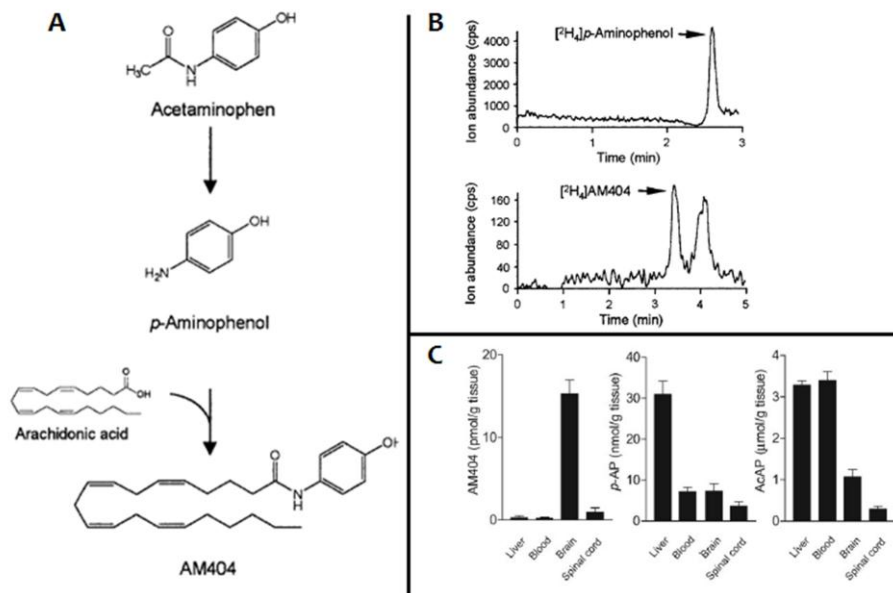 A
O
OH
H₃C
N
H
Acetaminophen
OH
H₂N
p-Aminophenol
O
OH
Arachidonic acid
O
OH
N
H
AM404
B
[²H₄]p-Aminophenol
Ion abundance (cps)
4000
3000
2000
1000
0
0 1 2 3
Time (min)
[²H₄]AM404
Ion abundance (cps)
160
120
80
40
0
0 1 2 3 4 5
Time (min)
C
AM404 (pmol/g tissue)
20
10
0
Liver
Blood
Brain
Spinal cord
p-AP (nmol/g tissue)
40
30
20
10
0
Liver
Blood
Brain
Spinal cord
AcAP (µmol/g tissue)
4
3
2
1
0
Liver
Blood
Brain
Spinal cord